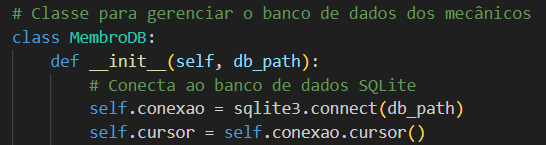 # Classe para gerenciar o banco de dados dos mecânicos
class MembroDB:
    def __init__(self, db_path):
        # Conecta ao banco de dados SQLite
        self.conexao = sqlite3.connect(db_path)
        self.cursor = self.conexao.cursor()